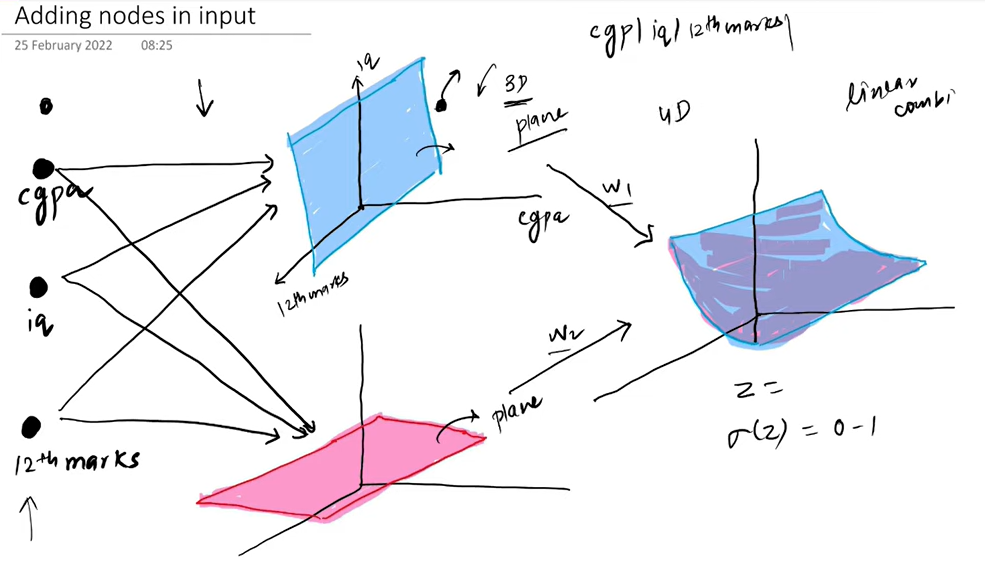 Adding nodes in input
25 February 2022 08:25
cgp| iq | 12th marks
iq
3D
plane
4D
linear
combi
cgpa
cgpa
W1
12th marks
iq
W2
plane
12th marks
z =
σ(z) = 0-1